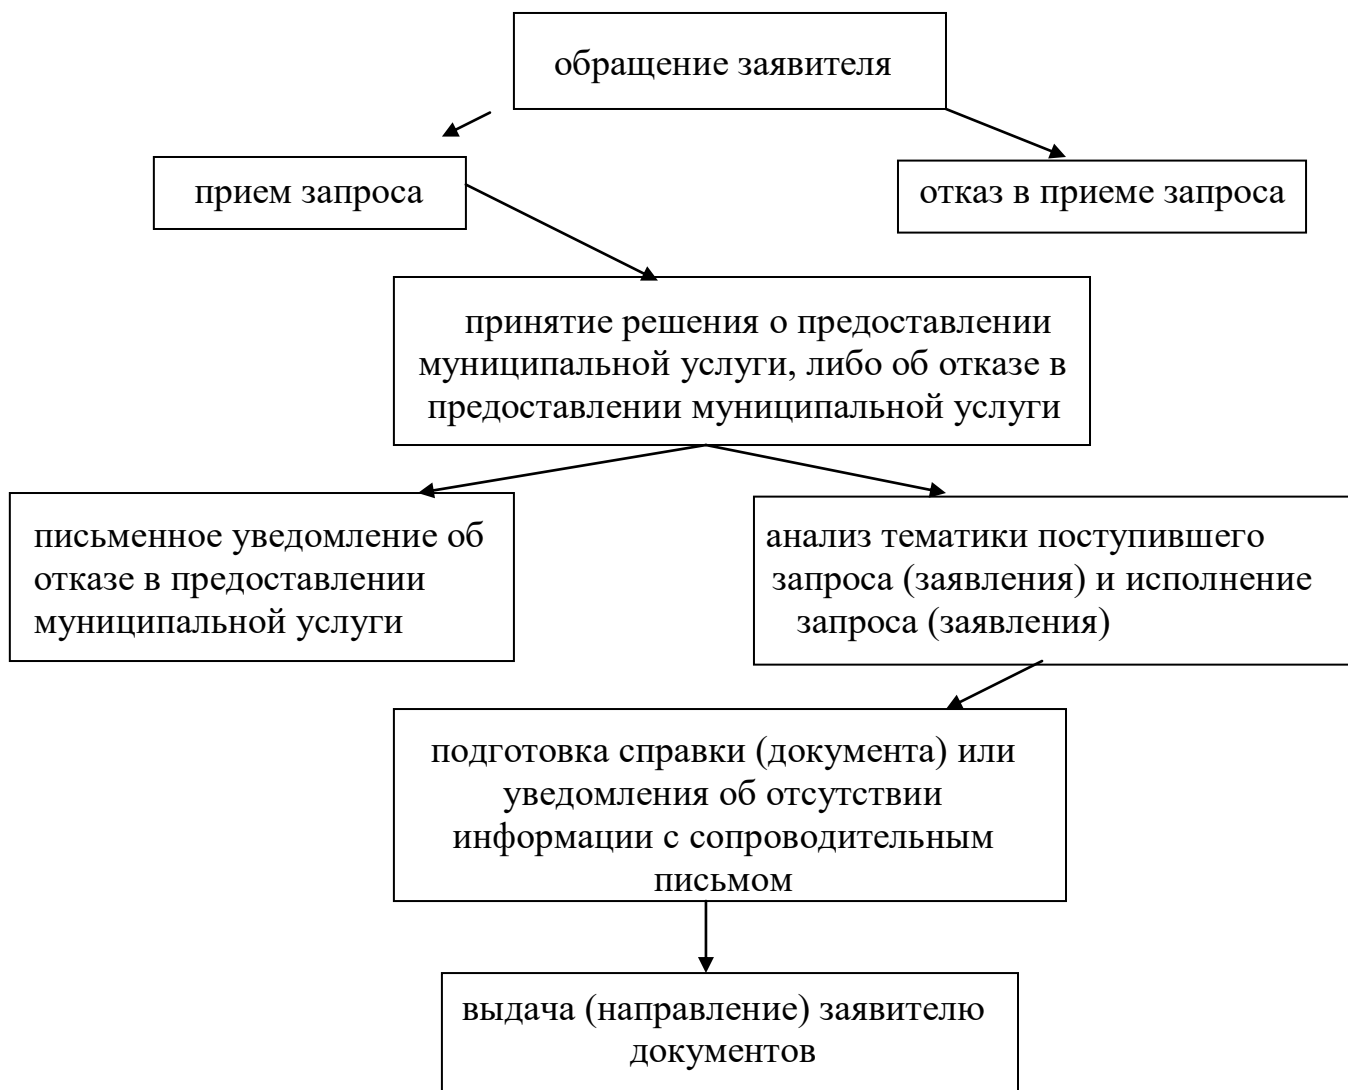 обращение заявителя
прием запроса
отказ в приеме запроса
принятие решения о предоставлении
муниципальной услуги, либо об отказе в
предоставлении муниципальной услуги
письменное уведомление об
отказе в предоставлении
муниципальной услуги
анализ тематики поступившего
запроса (заявления) и исполнение
запроса (заявления)
подготовка справки (документа) или
уведомления об отсутствии
информации с сопроводительным
письмом
выдача (направление) заявителю
документов